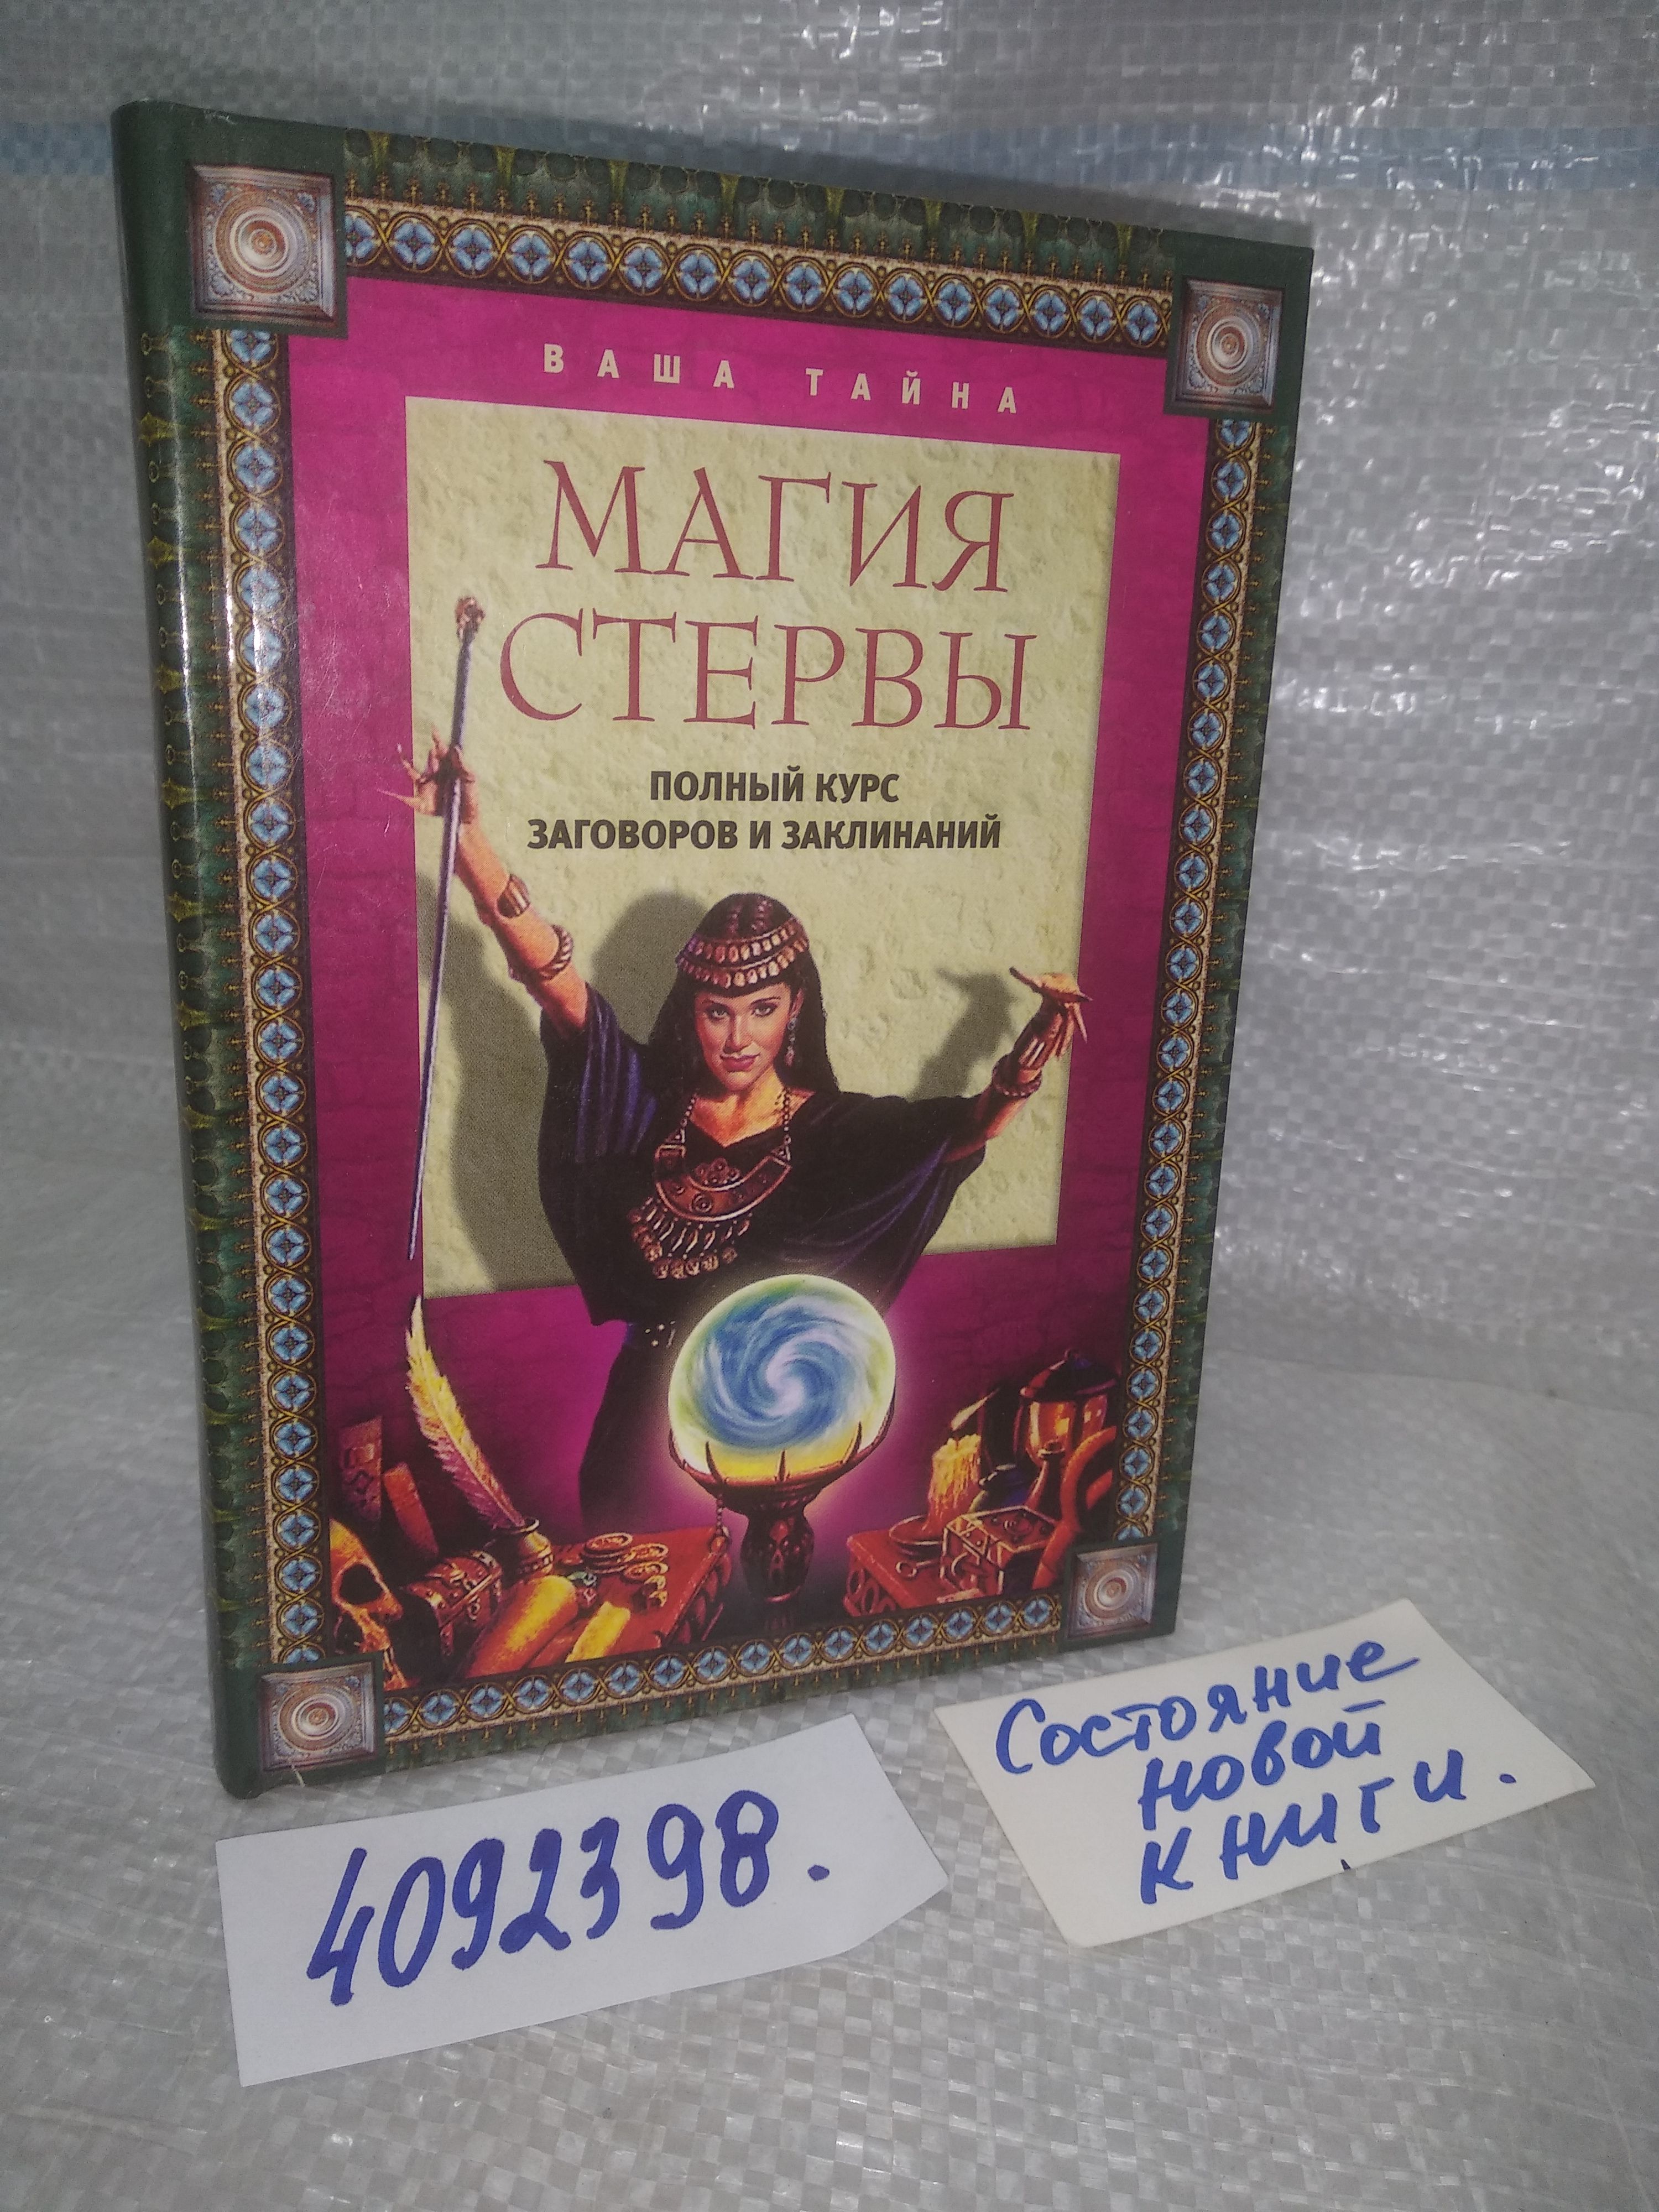 ВАША ТАЙНА
МАГИЯ
СТЕРВЫ
ПОЛНЫЙ КУРС
ЗАГОВОРОВ И ЗАКЛИНАНИЙ
4092398.
Состояние
новой
книги.